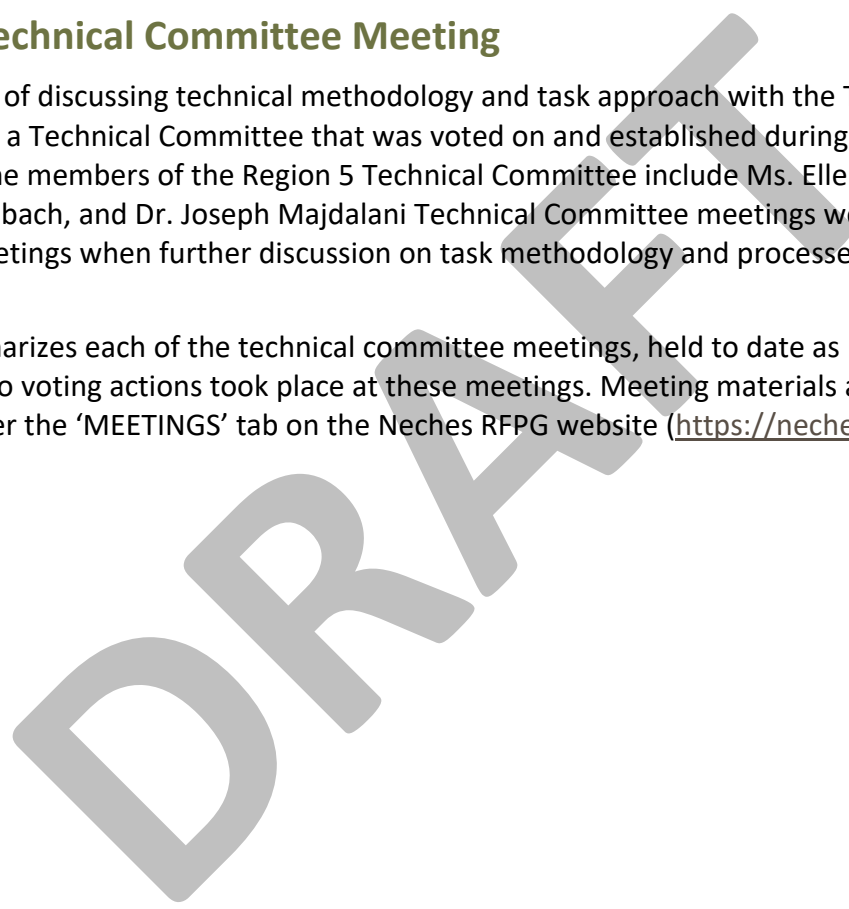 echnical Committee Meeting
of discussing technical methodology and task approach with the
a Technical Committee that was voted on and established during
e members of the Region 5 Technical Committee include Ms. Elle
bach, and Dr. Joseph Majdalani Technical Committee meetings we
etings when further discussion on task methodology and processe
arizes each of the technical committee meetings, held to date as
o voting actions took place at these meetings. Meeting materials a
er the ‘MEETINGS’ tab on the Neches RFPG website (https://neche
DRAFT